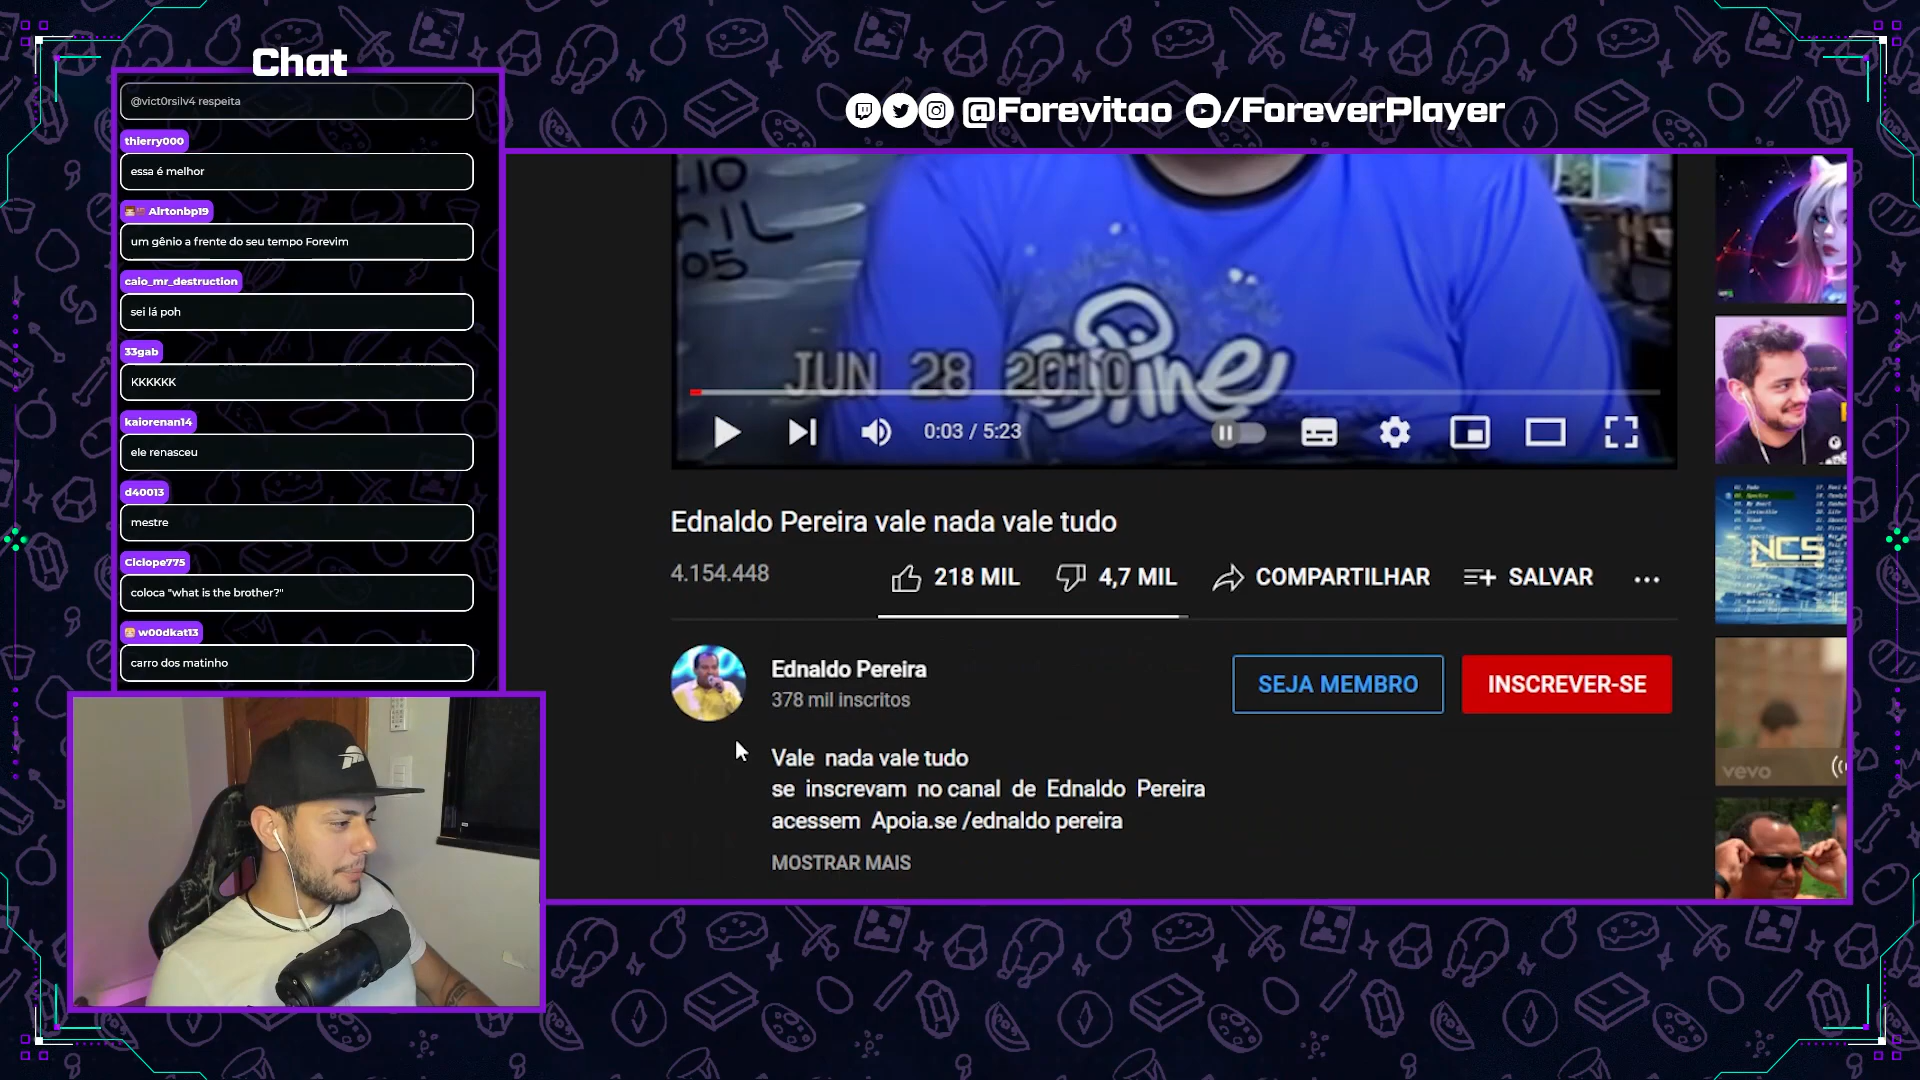 Chat
@vict0rsilv4 respeita
thierry000
essa é melhor
Airtonbp19
um gênio a frente do seu tempo Forevim
caio_mr_destruction
sei lá poh
33gab
KKKKKK
kaiorenan14
ele renasceu
d40013
mestre
Ciclope775
coloca "what is the brother?"
w00dkat13
carro dos matinho
@Forevitao /ForeverPlayer
05
JUN 28 2010
0:03 / 5:23
Ednaldo Pereira vale nada vale tudo
4.154.448
218 MIL
4,7 MIL
COMPARTILHAR
SALVAR
Ednaldo Pereira
378 mil inscritos
SEJA MEMBRO
INSCREVER-SE
Vale nada vale tudo
se inscrevam no canal de Ednaldo Pereira
acessem Apoia.se /ednaldo pereira
MOSTRAR MAIS
NCS
vevo